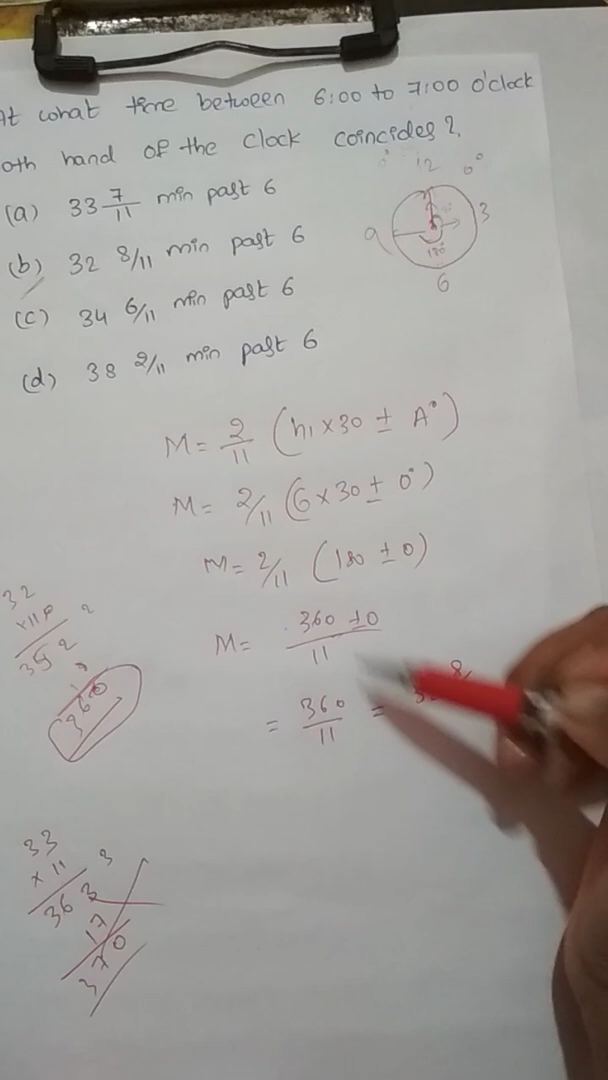 At what time between 6:00 to 7:00 O'clock
oth hand of the clock coincides?
(a) 33 7/11 min past 6
(b) 32 8/11 min past 6
(c) 34 6/11 min past 6
(d) 38 2/11 min past 6
12
0°
3
9
180°
6
M = 2/11 (h1 × 30 ± A°)
M = 2/11 (6 × 30 ± 0°)
M = 2/11 (180 ± 0)
M = 360 ± 0 / 11
= 360/11 =
32
× 11
352
360
33
× 11
363
17
370